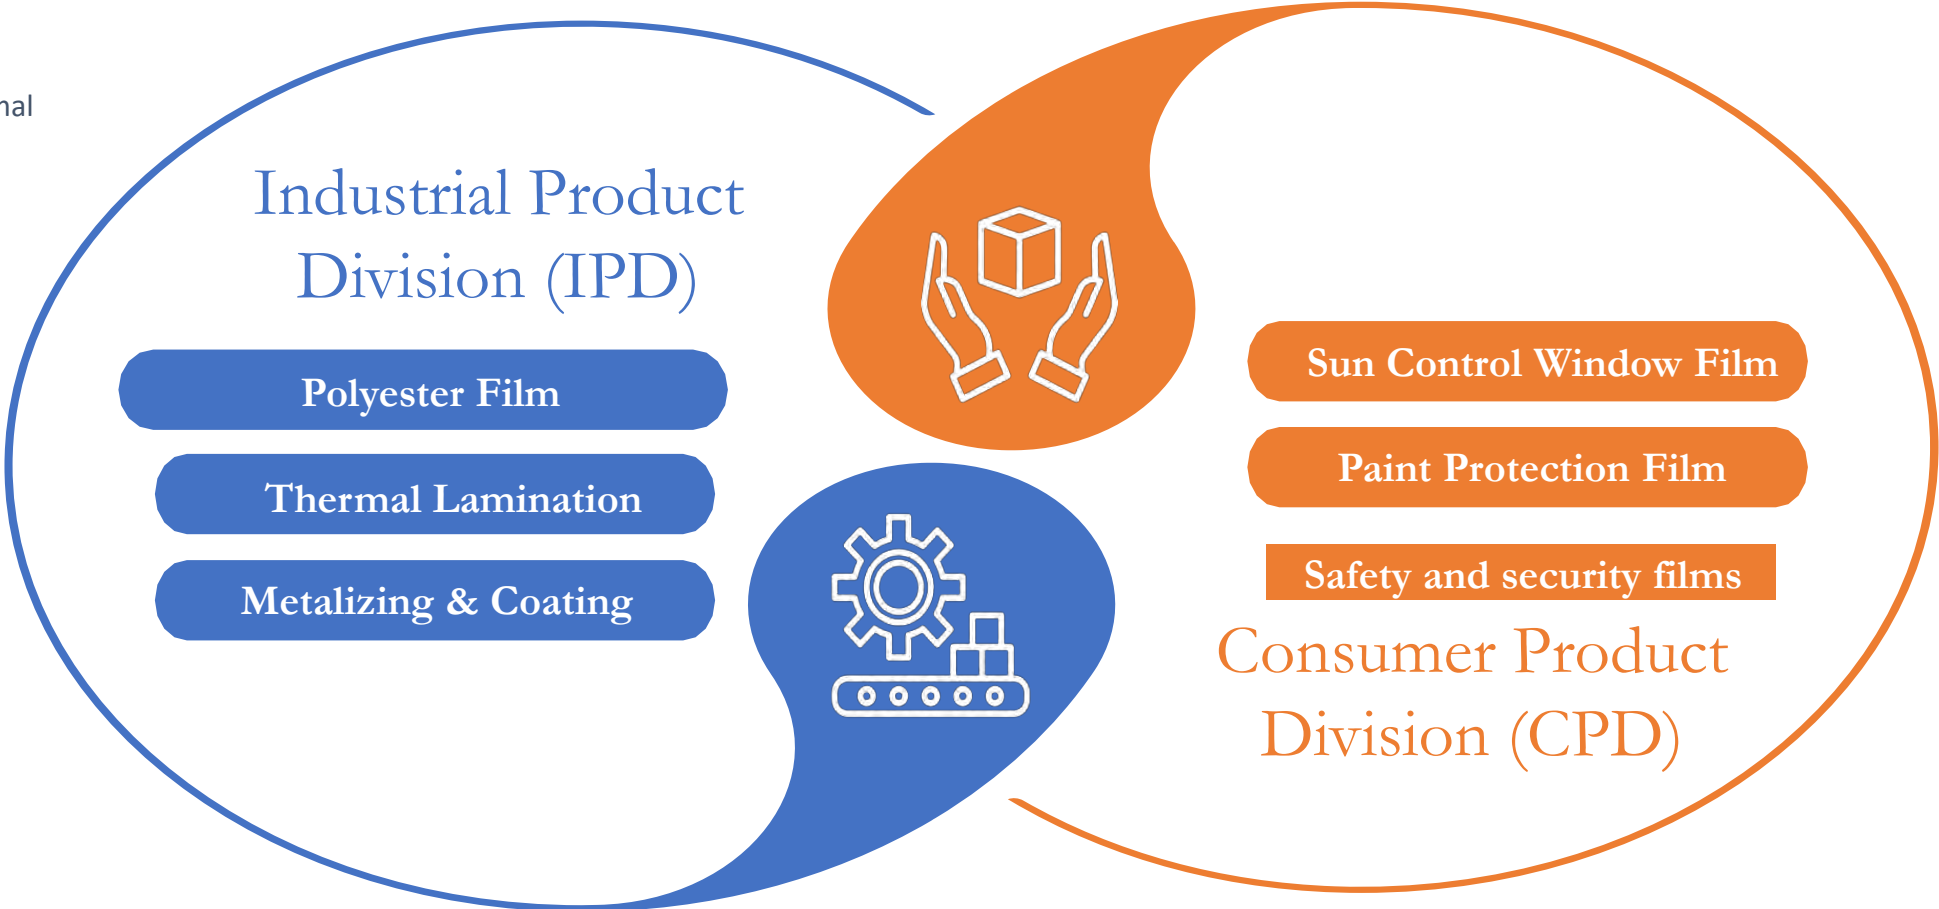 Industrial Product
Division (IPD)
Polyester Film
Thermal Lamination
Metalizing & Coating
Sun Control Window Film
Paint Protection Film
Safety and security films
Consumer Product
Division (CPD)